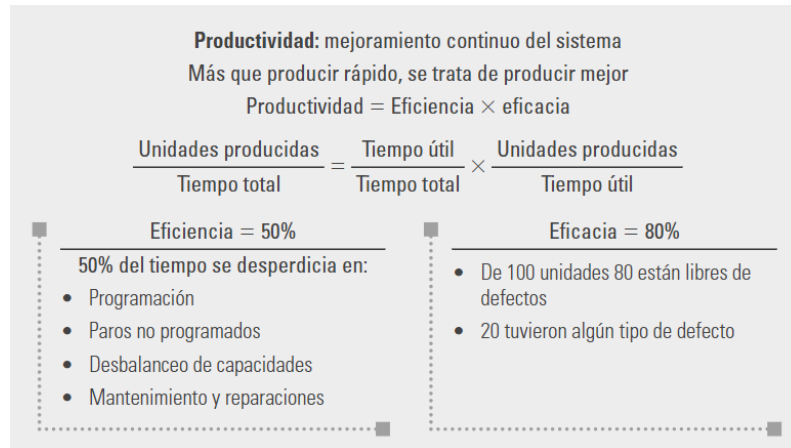 Productividad: mejoramiento continuo del sistema
Más que producir rápido, se trata de producir mejor
Productividad = Eficiencia × eficacia
Unidades producidas / Tiempo total = Tiempo útil / Tiempo total × Unidades producidas / Tiempo útil
Eficiencia = 50%
50% del tiempo se desperdicia en:
• Programación
• Paros no programados
• Desbalanceo de capacidades
• Mantenimiento y reparaciones
Eficacia = 80%
• De 100 unidades 80 están libres de
defectos
• 20 tuvieron algún tipo de defecto